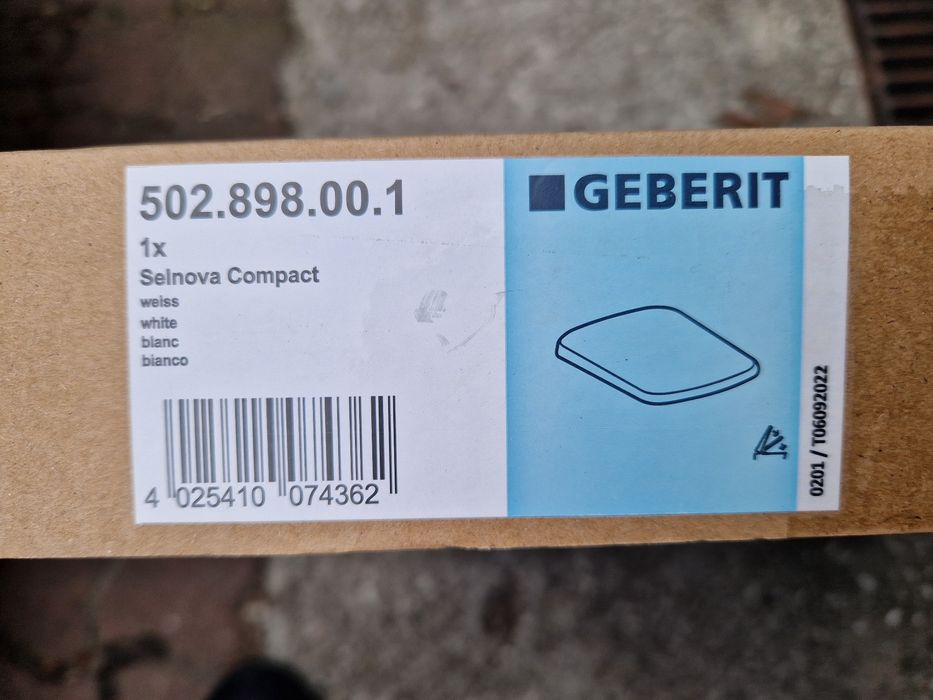 502.898.00.1
1x
Selnova Compact
weiss
white
blanc
bianco
4 025410 074362
GEBERIT
0201 / T06092022